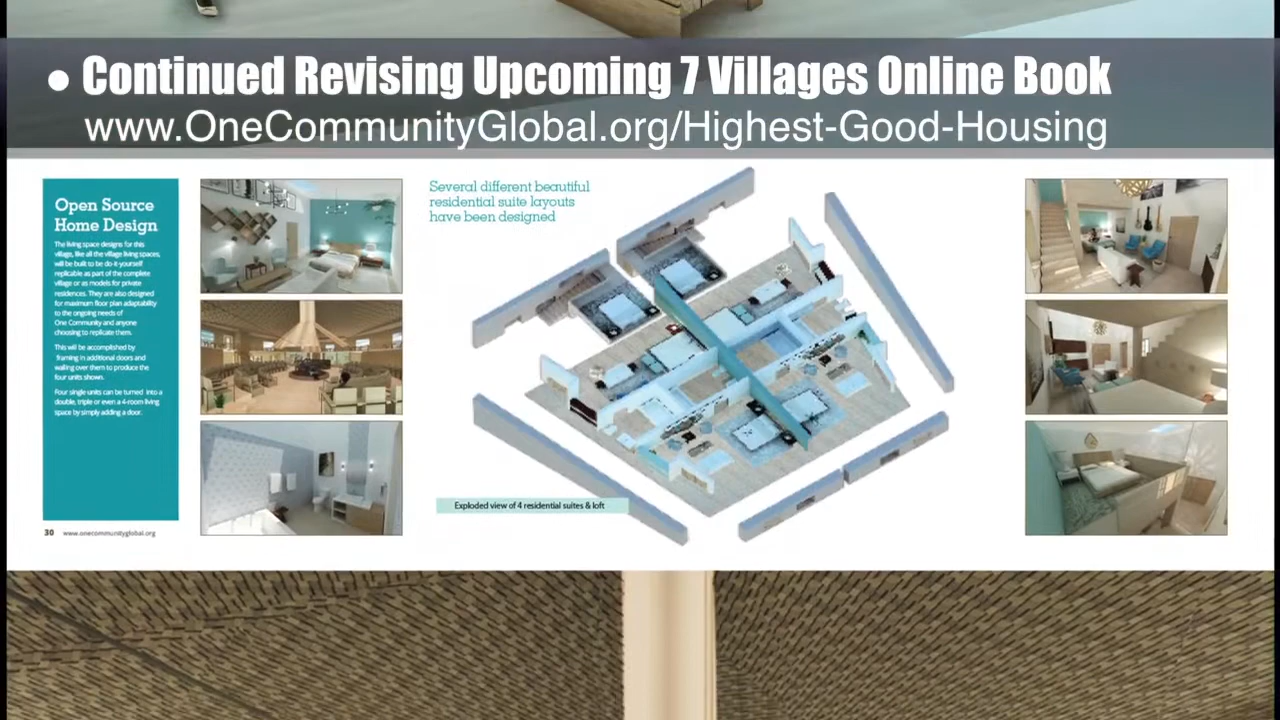 • Continued Revising Upcoming 7 Villages Online Book
www.OneCommunityGlobal.org/Highest-Good-Housing
Open Source
Home Design
The living space designs for this
village, like all the village living spaces,
will be built to be do-it-yourself
replicable as part of the complete
village or as models for private
residences. They are also designed
for maximum floor plan adaptability
to the ongoing needs of
One Community and anyone
choosing to replicate them.
This will be accomplished by
framing in additional doors and
walling over them to produce the
four units shown.
Four single units can be turned into a
double, triple or even a 4-room living
space by simply adding a door.
30 www.onecommunityglobal.org
Several different beautiful
residential suite layouts
have been designed
Exploded view of 4 residential suites & loft